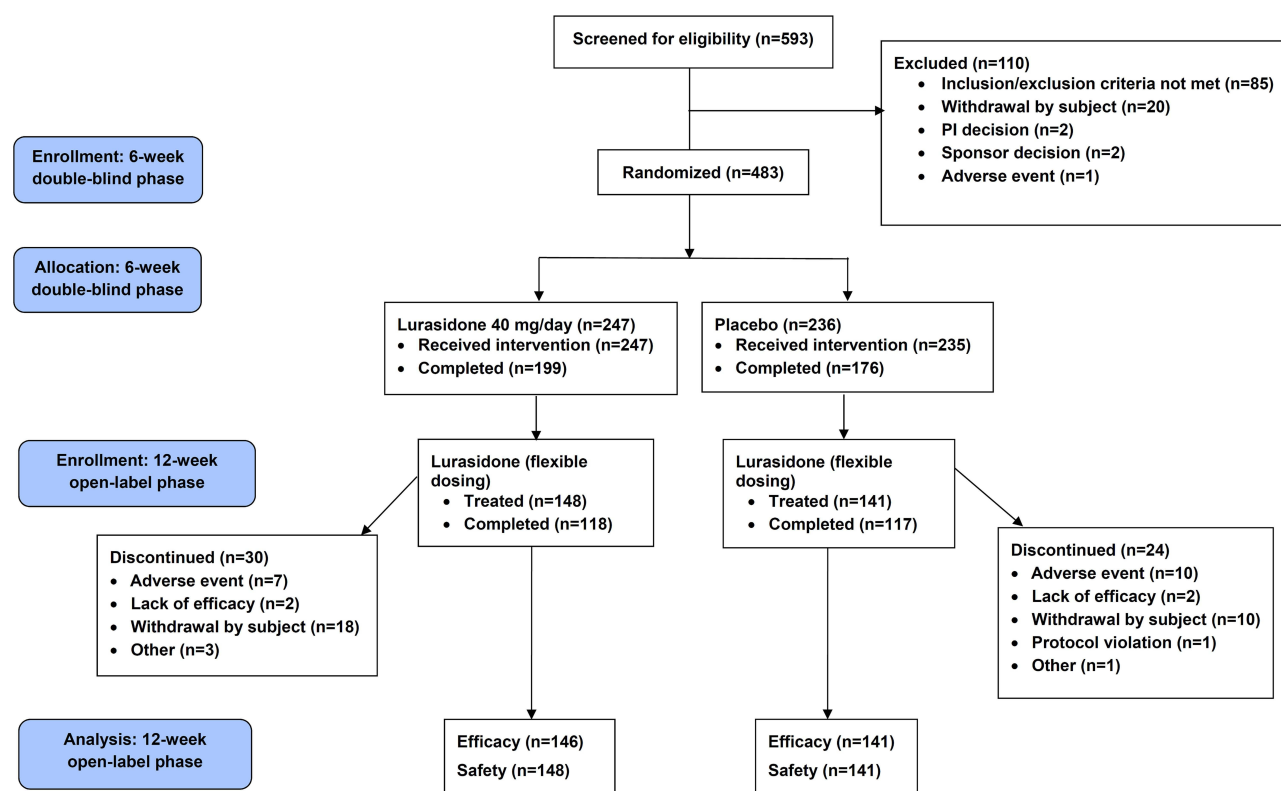 Screened for eligibility (n=593)
Excluded (n=110)
• Inclusion/exclusion criteria not met (n=85)
• Withdrawal by subject (n=20)
• PI decision (n=2)
• Sponsor decision (n=2)
• Adverse event (n=1)
Enrollment: 6-week
double-blind phase
Randomized (n=483)
Allocation: 6-week
double-blind phase
Lurasidone 40 mg/day (n=247)
• Received intervention (n=247)
• Completed (n=199)
Placebo (n=236)
• Received intervention (n=235)
• Completed (n=176)
Enrollment: 12-week
open-label phase
Lurasidone (flexible
dosing)
• Treated (n=148)
• Completed (n=118)
Lurasidone (flexible
dosing)
• Treated (n=141)
• Completed (n=117)
Discontinued (n=30)
• Adverse event (n=7)
• Lack of efficacy (n=2)
• Withdrawal by subject (n=18)
• Other (n=3)
Discontinued (n=24)
• Adverse event (n=10)
• Lack of efficacy (n=2)
• Withdrawal by subject (n=10)
• Protocol violation (n=1)
• Other (n=1)
Analysis: 12-week
open-label phase
Efficacy (n=146)
Safety (n=148)
Efficacy (n=141)
Safety (n=141)